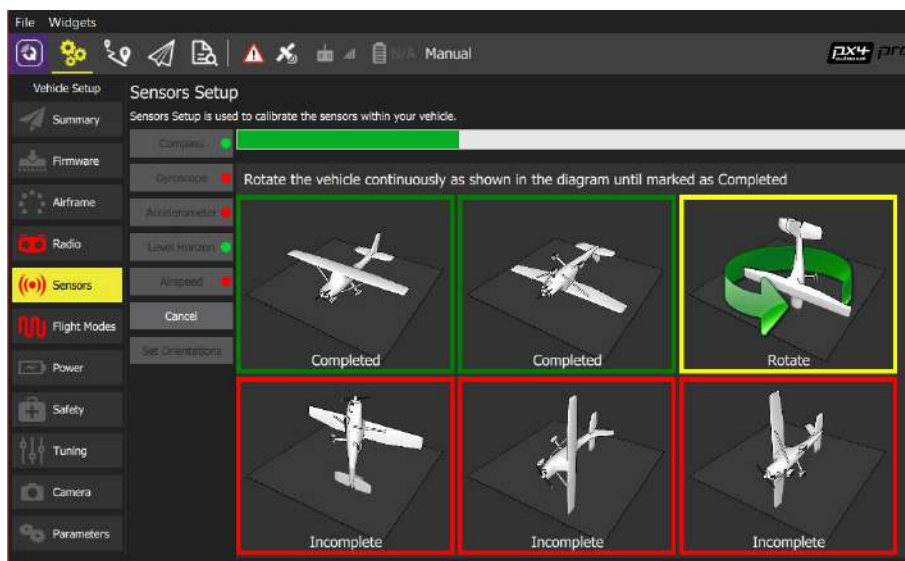 File Widgets
N/A Manual
px4
Vehicle Setup
Sensors Setup
Sensors Setup is used to calibrate the sensors within your vehicle.
Summary
Firmware
Airframe
Radio
Sensors
Flight Modes
Power
Safety
Tuning
Camera
Parameters
Compass
Gyroscope
Accelerometer
Level Horizon
Airspeed
Cancel
Set Orientations
Rotate the vehicle continuously as shown in the diagram until marked as Completed
Completed
Completed
Rotate
Incomplete
Incomplete
Incomplete